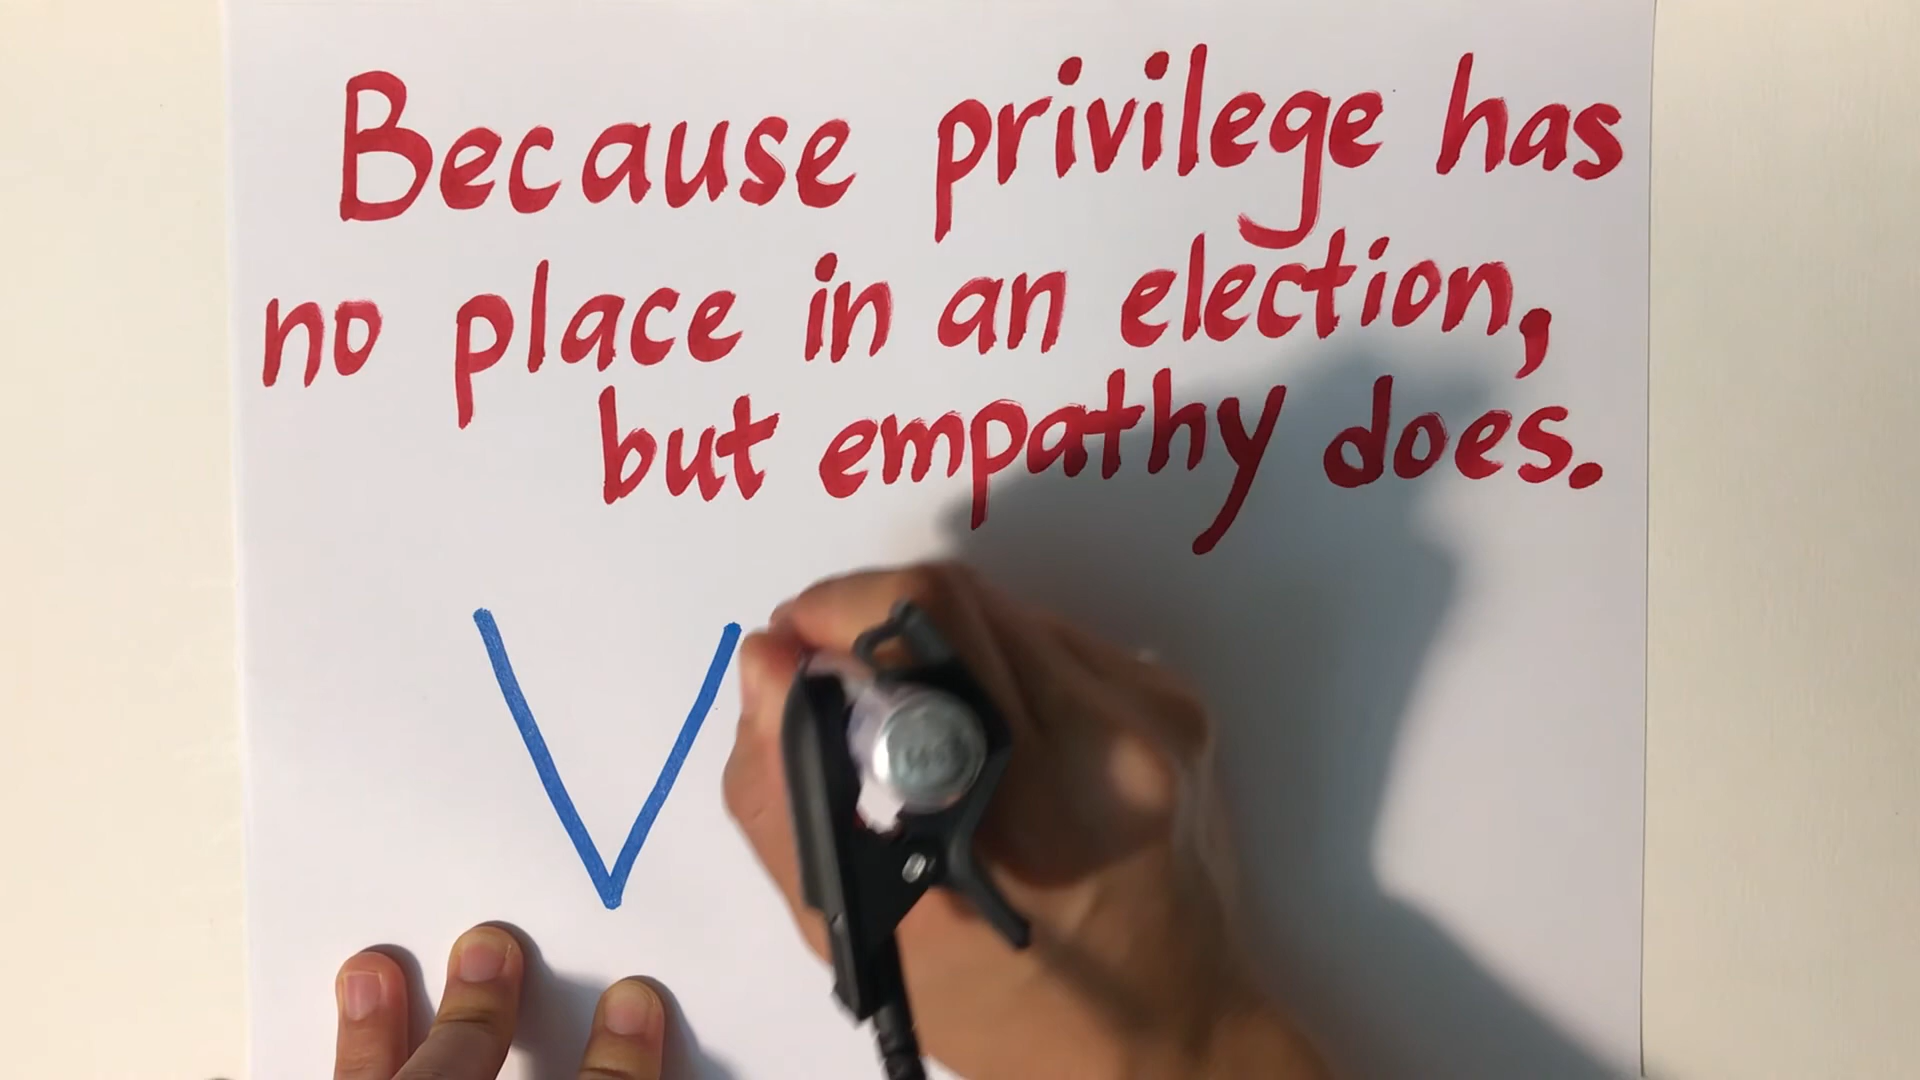 Because privilege has
no place in an election,
but empathy does.
V